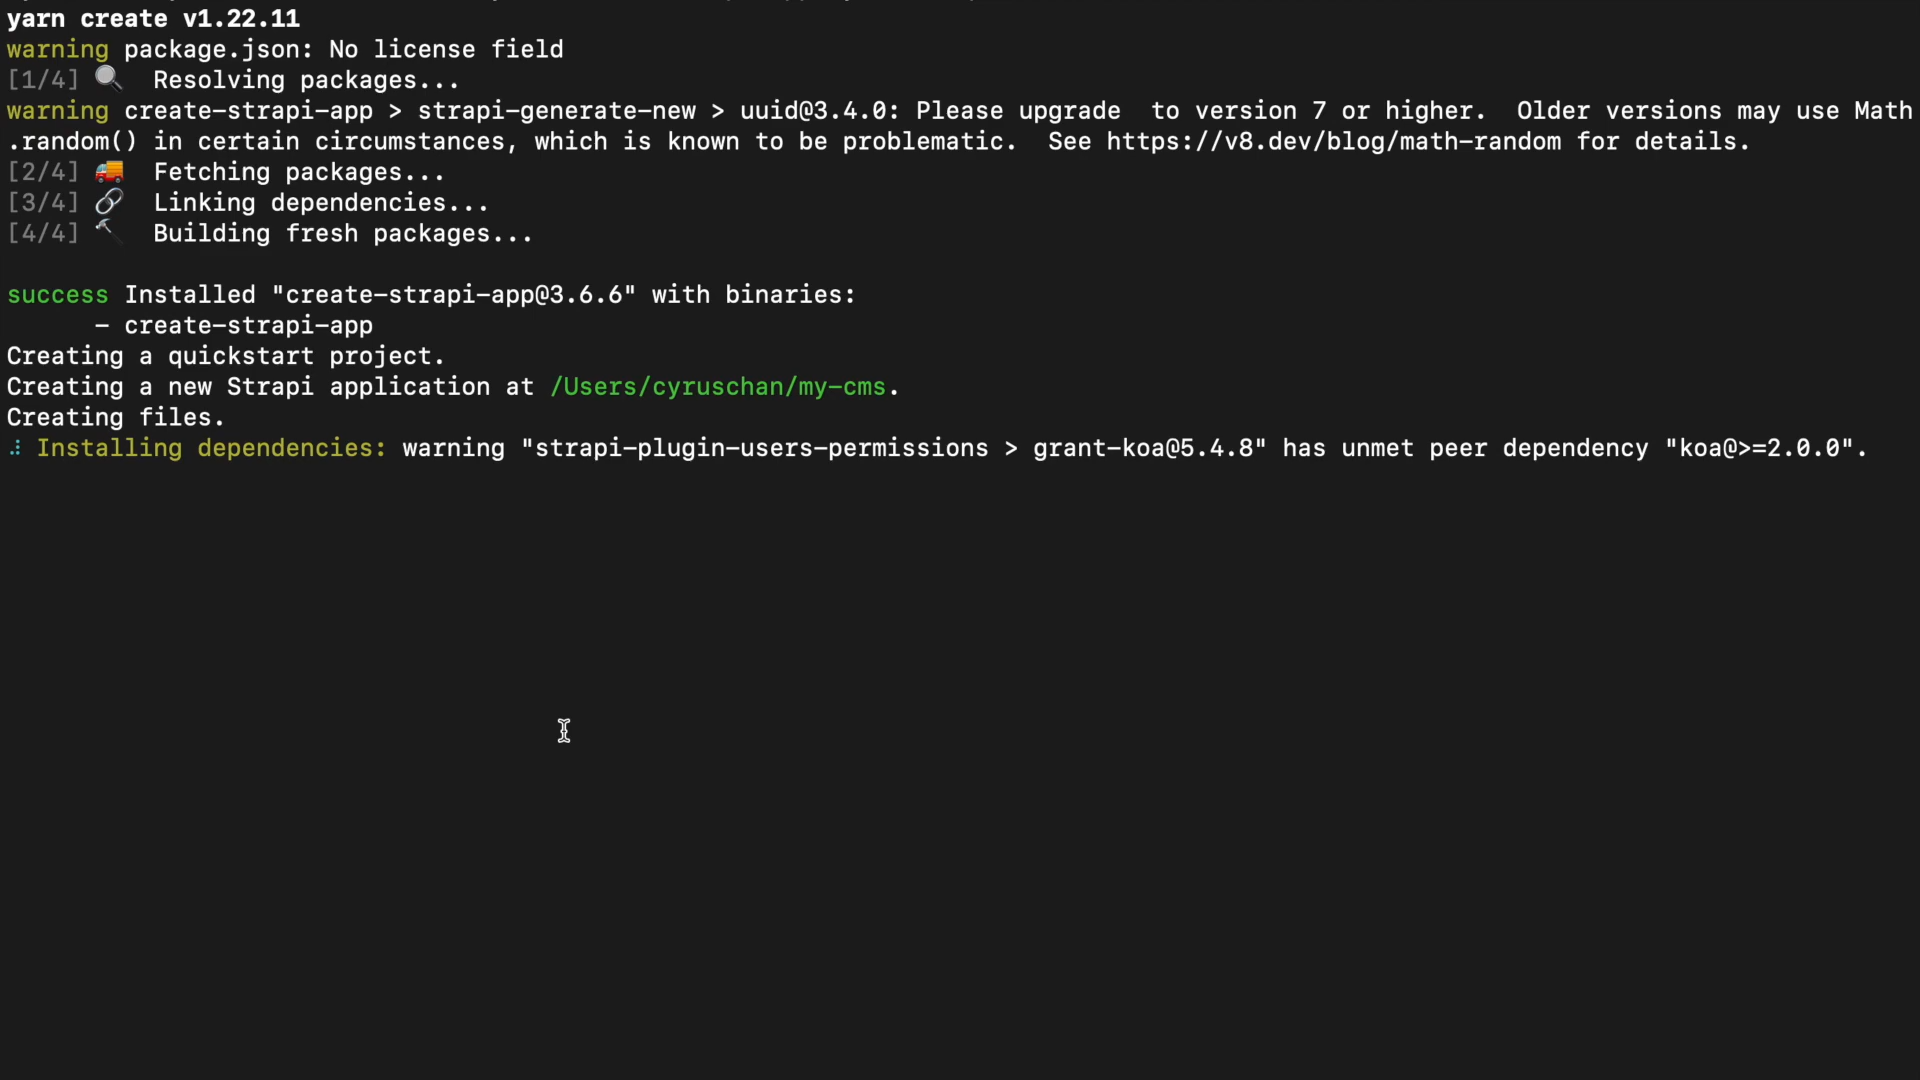 yarn create v1.22.11
warning package.json: No license field
[1/4] 🔍  Resolving packages...
warning create-strapi-app > strapi-generate-new > uuid@3.4.0: Please upgrade  to version 7 or higher.  Older versions may use Math
.random() in certain circumstances, which is known to be problematic.  See https://v8.dev/blog/math-random for details.
[2/4] 🚚  Fetching packages...
[3/4] 🔗  Linking dependencies...
[4/4] 🔨  Building fresh packages...
success Installed "create-strapi-app@3.6.6" with binaries:
      - create-strapi-app
Creating a quickstart project.
Creating a new Strapi application at /Users/cyruschan/my-cms.
Creating files.
Installing dependencies: warning "strapi-plugin-users-permissions > grant-koa@5.4.8" has unmet peer dependency "koa@>=2.0.0".